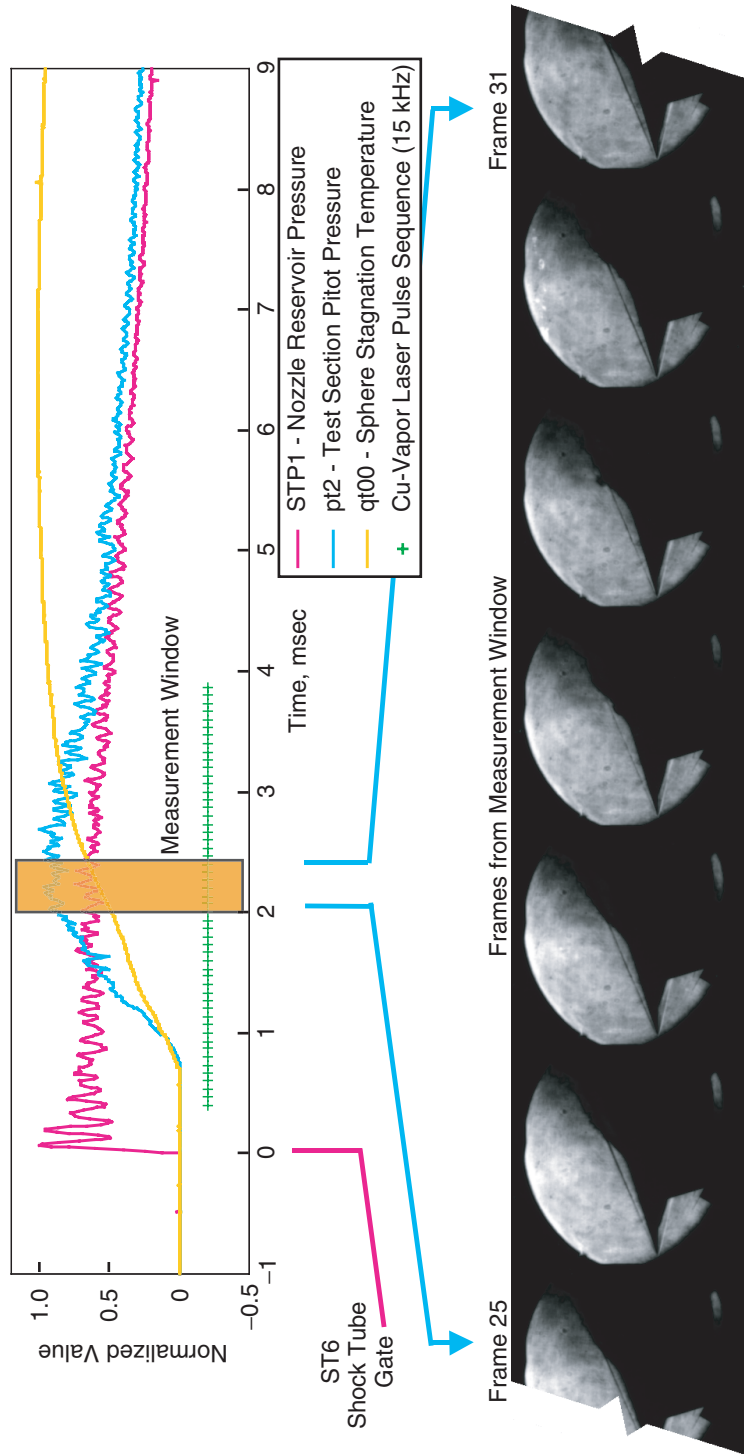 Normalized Value
1.0
0.5
0
−0.5
−1
0
1
2
3
4
5
6
7
8
9
Measurement Window
Time, msec
STP1 - Nozzle Reservoir Pressure
pt2 - Test Section Pitot Pressure
qt00 - Sphere Stagnation Temperature
Cu-Vapor Laser Pulse Sequence (15 kHz)
ST6
Shock Tube
Gate
Frame 25
Frames from Measurement Window
Frame 31